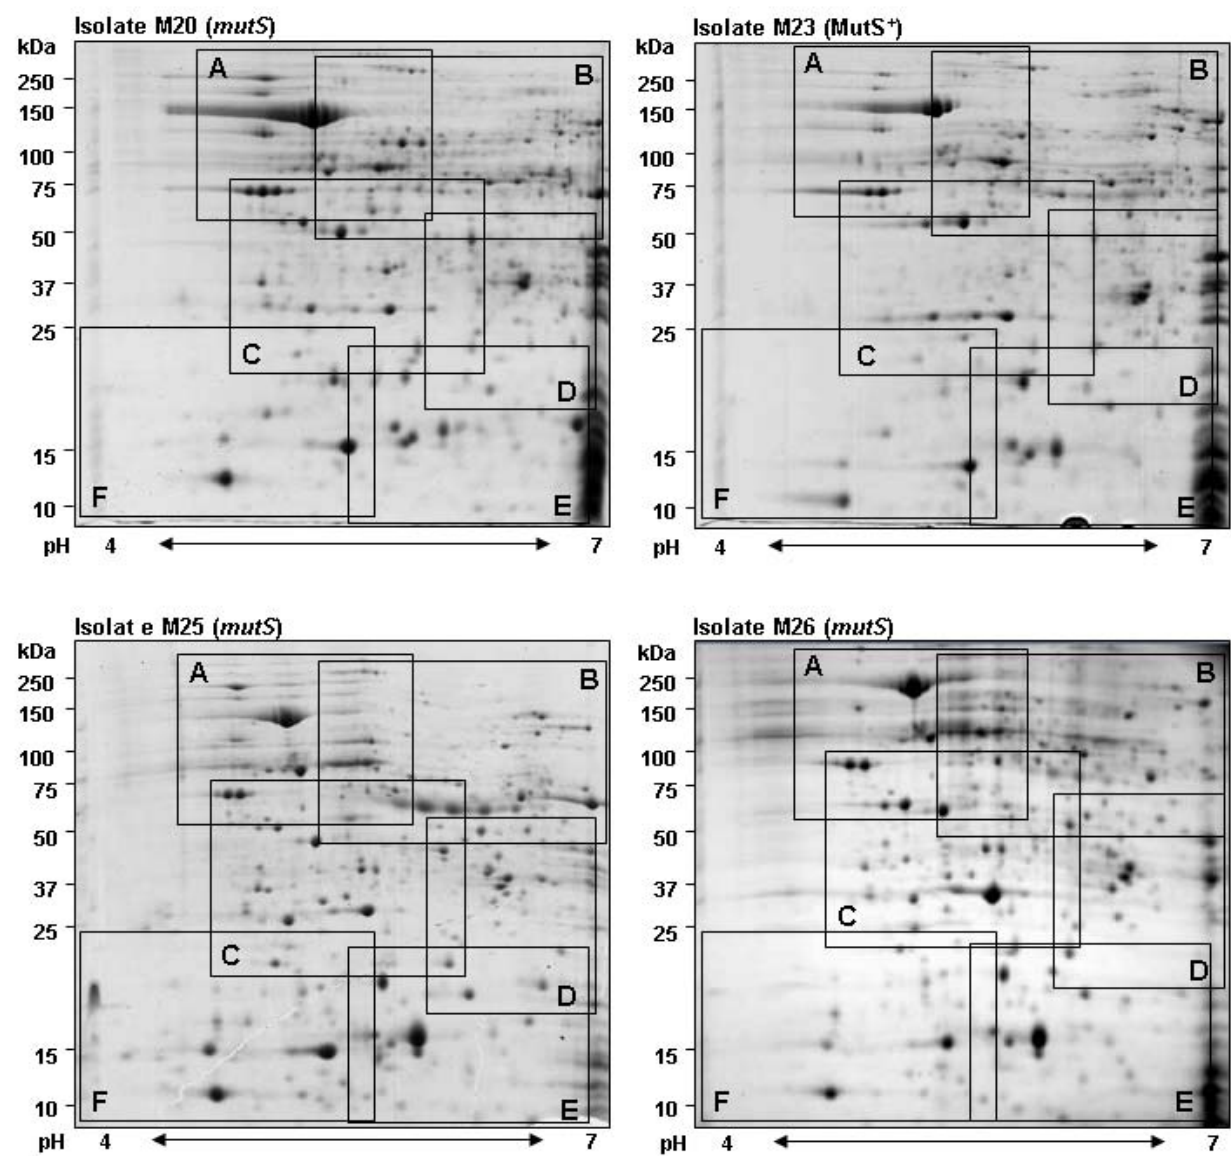 Isolate M20 (mutS)
kDa
250
150
100
75
50
37
25
15
10
A
B
C
D
E
F
pH 4 7
Isolate M23 (MutS⁺)
kDa
250
150
100
75
50
37
25
15
10
A
B
C
D
E
F
pH 4 7
Isolat e M25 (mutS)
kDa
250
150
100
75
50
37
25
15
10
A
B
C
D
E
F
pH 4 7
Isolate M26 (mutS)
kDa
250
150
100
75
50
37
25
15
10
A
B
C
D
E
F
pH 4 7